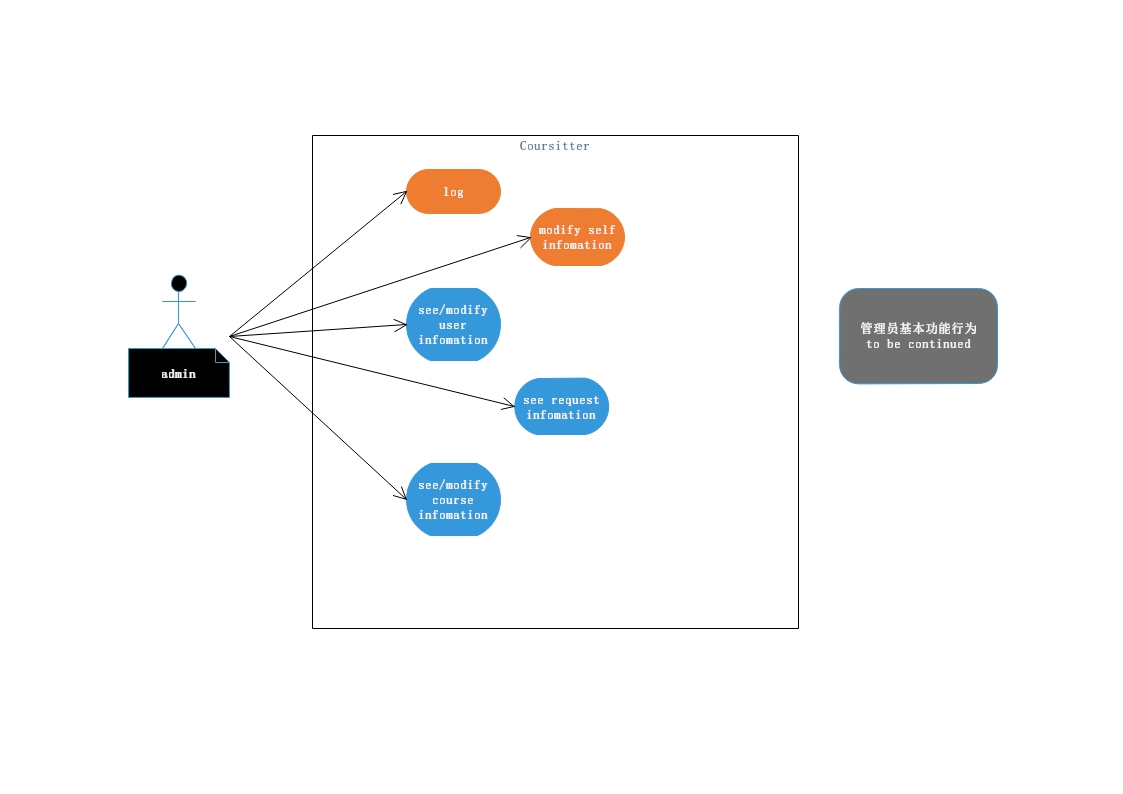 Coursitter
log
modify self
infomation
see/modify
user
infomation
admin
see request
infomation
see/modify
course
infomation
管理员基本功能行为
to be continued